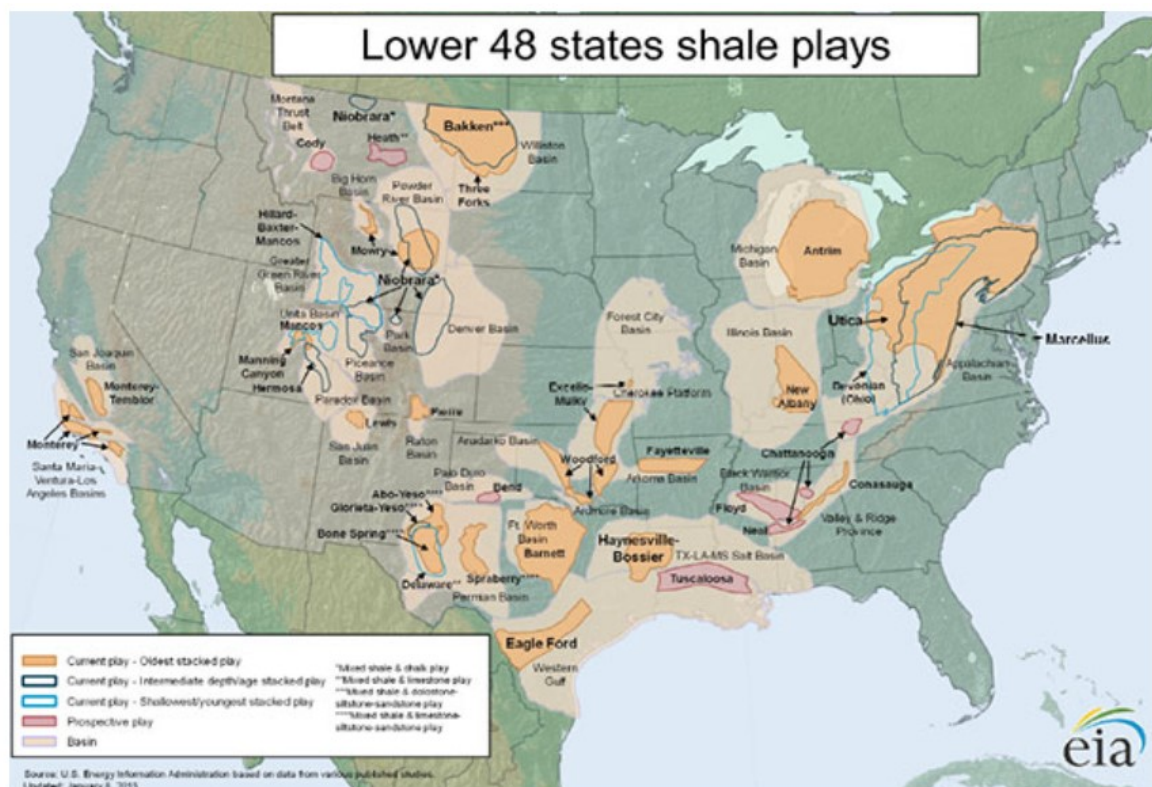 Lower 48 states shale plays
Montana
Thrust
Belt
Niobrara*
Cody
Heath**
Bakken***
Williston
Basin
Big Horn
Basin
Powder
River Basin
Three
Forks
Hillard-
Baxter-
Mancos
Mowry
Greater
Green River
Basin
Niobrara*
Uinta Basin
Mancos
Park
Basin
Denver Basin
Manning
Canyon
Piceance
Basin
Hermosa
Paradox Basin
San Joaquin
Basin
Monterey-
Temblor
Monterey
Santa Maria-
Ventura-Los
Angeles Basins
Lewis
San Juan
Basin
Pierre
Raton
Basin
Michigan
Basin
Antrim
Forest City
Basin
Illinois Basin
Utica
Marcellus
Excello-
Mulky
Cherokee Platform
New
Albany
Devonian
(Ohio)
Appalachian
Basin
Anadarko Basin
Woodford
Fayetteville
Chattanooga
Palo Duro
Basin
Bend
Arkoma Basin
Black Warrior
Basin
Conasauga
Abo-Yeso****
Glorieta-Yeso****
Ardmore Basin
Floyd
Neal
Valley & Ridge
Province
Bone Spring****
Ft. Worth
Basin
Barnett
Haynesville-
Bossier
TX-LA-MS Salt Basin
Delaware**
Spraberry****
Tuscaloosa
Permian Basin
Eagle Ford
Western
Gulf
Current play - Oldest stacked play
Current play - Intermediate depth/age stacked play
Current play - Shallowest/youngest stacked play
Prospective play
Basin
*Mixed shale & chalk play
**Mixed shale & limestone play
***Mixed shale & dolostone-
siltstone-sandstone play
****Mixed shale & limestone-
siltstone-sandstone play
eia
Source: U.S. Energy Information Administration based on data from various published studies.
Updated: January